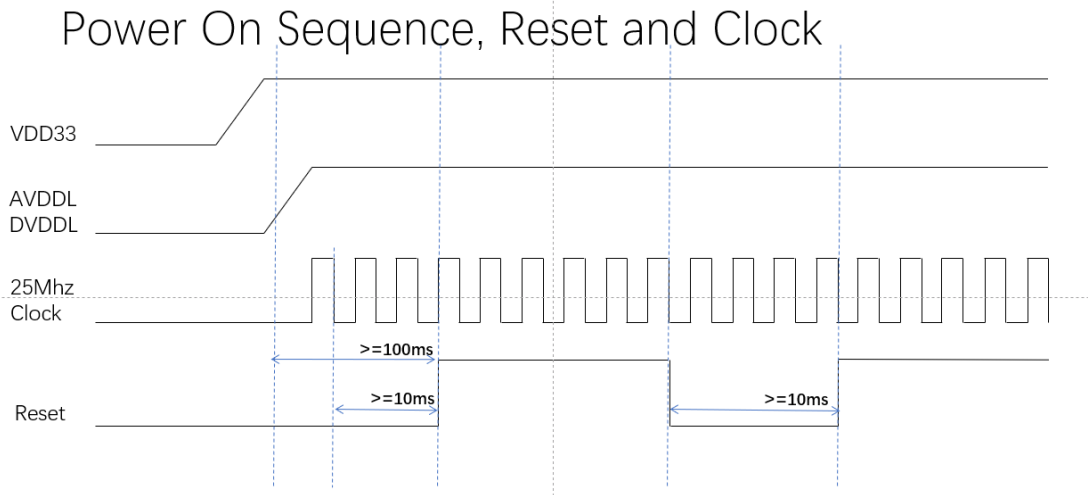 Power On Sequence, Reset and Clock
VDD33
AVDDL
DVDDL
25Mhz
Clock
>=100ms
>=10ms
>=10ms
Reset